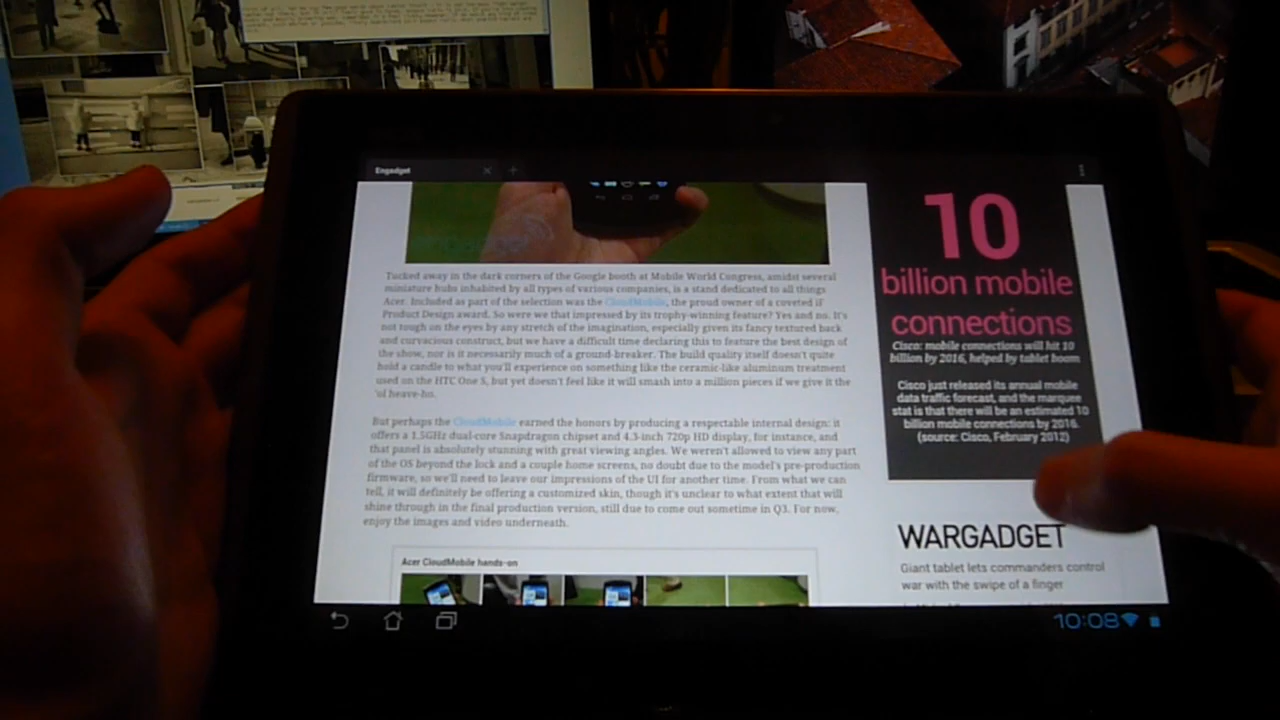 Engadget
Tucked away in the dark corners of the Google booth at Mobile World Congress, amidst several
miniature hubs inhabited by all types of various companies, is a stand dedicated to all things
Acer. Included as part of the selection was the CloudMobile, the proud owner of a coveted iF
Product Design award. So were we that impressed by its trophy-winning feature? Yes and no. It's
not tough on the eyes by any stretch of the imagination, especially given its fancy textured back
and curvacious construct, but we have a difficult time declaring this to feature the best design of
the show, nor is it necessarily much of a ground-breaker. The build quality itself doesn't quite
hold a candle to what you'll experience on something like the ceramic-like aluminum treatment
used on the HTC One S, but yet doesn't feel like it will smash into a million pieces if we give it the
'ol heave-ho.
But perhaps the CloudMobile earned the honors by producing a respectable internal design: it
offers a 1.5GHz dual-core Snapdragon chipset and 4.3-inch 720p HD display, for instance, and
that panel is absolutely stunning with great viewing angles. We weren't allowed to view any part
of the OS beyond the lock and a couple home screens, no doubt due to the model's pre-production
firmware, so we'll need to leave our impressions of the UI for another time. From what we can
tell, it will definitely be offering a customized skin, though it's unclear to what extent that will
shine through in the final production version, still due to come out sometime in Q3. For now,
enjoy the images and video underneath.
Acer CloudMobile hands-on
10
billion mobile
connections
Cisco: mobile connections will hit 10
billion by 2016, helped by tablet boom
Cisco just released its annual mobile
data traffic forecast, and the marquee
stat is that there will be an estimated 10
billion mobile connections by 2016.
(source: Cisco, February 2012)
WARGADGET
Giant tablet lets commanders control
war with the swipe of a finger
10:08